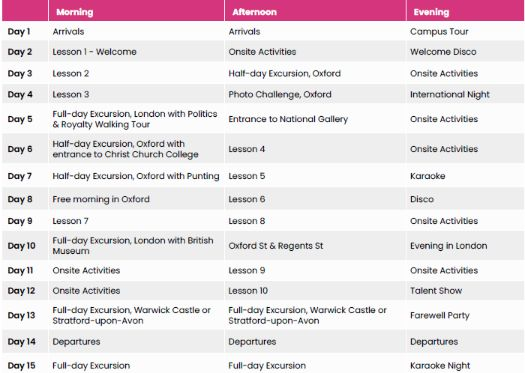 Morning Afternoon Evening
Day 1 Arrivals Arrivals Campus Tour
Day 2 Lesson 1 - Welcome Onsite Activities Welcome Disco
Day 3 Lesson 2 Half-day Excursion, Oxford Onsite Activities
Day 4 Lesson 3 Photo Challenge, Oxford International Night
Day 5 Full-day Excursion, London with Politics
& Royalty Walking Tour Entrance to National Gallery Onsite Activities
Day 6 Half-day Excursion, Oxford with
entrance to Christ Church College Lesson 4 Onsite Activities
Day 7 Half-day Excursion, Oxford with Punting Lesson 5 Karaoke
Day 8 Free morning in Oxford Lesson 6 Disco
Day 9 Lesson 7 Lesson 8 Onsite Activities
Day 10 Full-day Excursion, London with British
Museum Oxford St & Regents St Evening in London
Day 11 Onsite Activities Lesson 9 Onsite Activities
Day 12 Onsite Activities Lesson 10 Talent Show
Day 13 Full-day Excursion, Warwick Castle or
Stratford-upon-Avon Full-day Excursion, Warwick Castle or
Stratford-upon-Avon Farewell Party
Day 14 Departures Departures Departures
Day 15 Full-day Excursion Full-day Excursion Karaoke Night